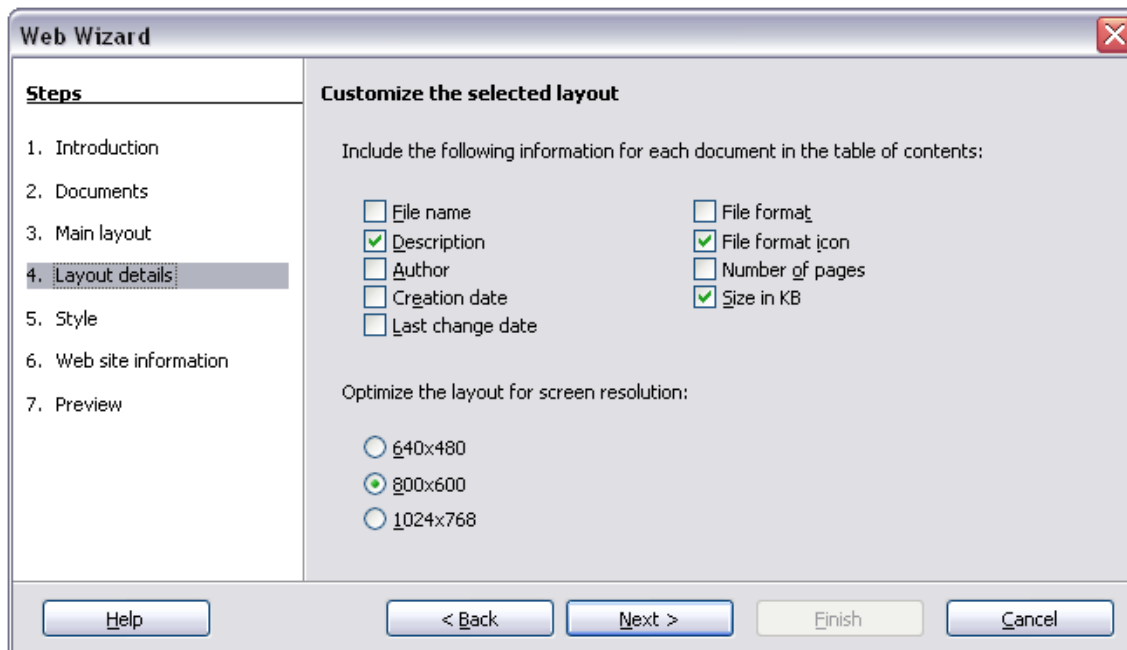 Web Wizard
Steps
1. Introduction
2. Documents
3. Main layout
4. Layout details
5. Style
6. Web site information
7. Preview
Customize the selected layout
Include the following information for each document in the table of contents:
File name
Description
Author
Creation date
Last change date
File format
File format icon
Number of pages
Size in KB
Optimize the layout for screen resolution:
640x480
800x600
1024x768
Help
< Back
Next >
Finish
Cancel